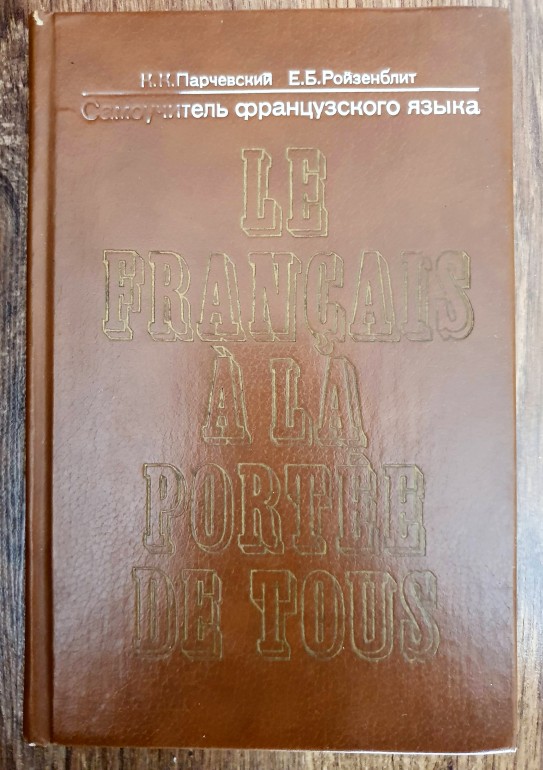 К.К.Парчевский Е.Б.Ройзенблит
Самоучитель французского языка
LE
FRANÇAIS
À LA
PORTÉE
DE TOUS